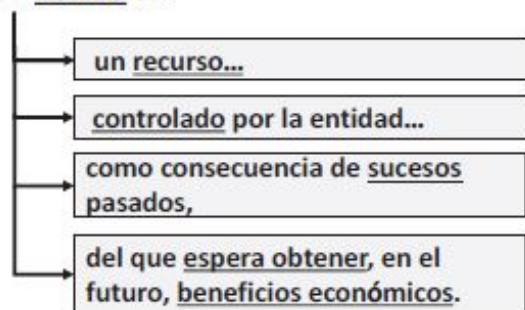 un recurso...
controlado por la entidad...
como consecuencia de sucesos
pasados,
del que espera obtener, en el
futuro, beneficios económicos.